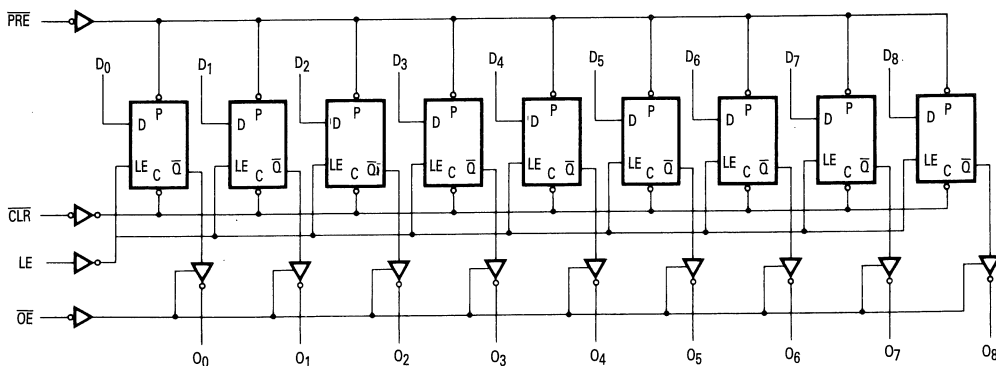 PRE
D0 D1 D2 D3 D4 D5 D6 D7 D8
P P P P P P P P P
D D D D D D D D D
LE C Q LE C Q LE C Q LE C Q LE C Q LE C Q LE C Q LE C Q LE C Q
CLR
LE
OE
O0 O1 O2 O3 O4 O5 O6 O7 O8